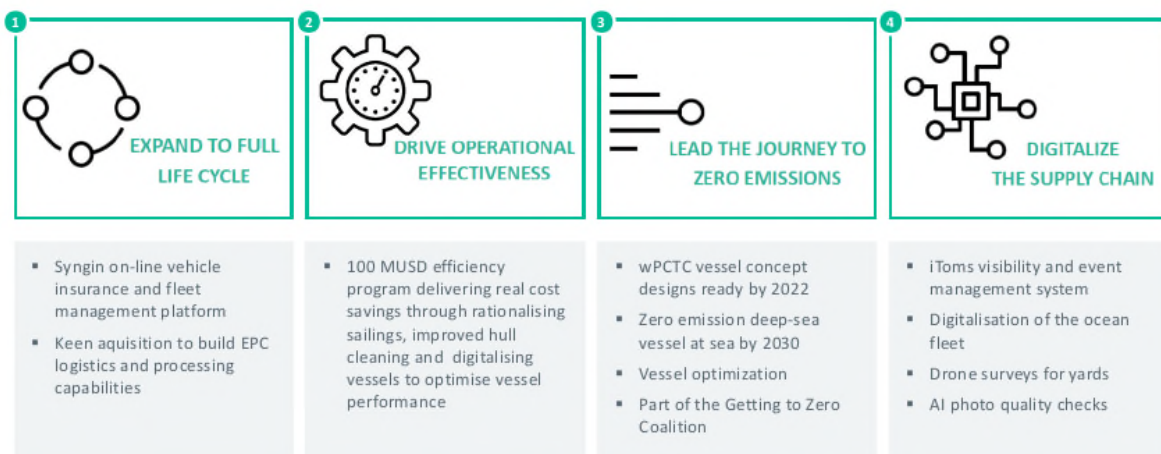 1
EXPAND TO FULL
LIFE CYCLE
▪ Syngin on-line vehicle
insurance and fleet
management platform
▪ Keen aquisition to build EPC
logistics and processing
capabilities
2
DRIVE OPERATIONAL
EFFECTIVENESS
▪ 100 MUSD efficiency
program delivering real cost
savings through rationalising
sailings, improved hull
cleaning and digitalising
vessels to optimise vessel
performance
3
LEAD THE JOURNEY TO
ZERO EMISSIONS
▪ wPCTC vessel concept
designs ready by 2022
▪ Zero emission deep-sea
vessel at sea by 2030
▪ Vessel optimization
▪ Part of the Getting to Zero
Coalition
4
DIGITALIZE
THE SUPPLY CHAIN
▪ iToms visibility and event
management system
▪ Digitalisation of the ocean
fleet
▪ Drone surveys for yards
▪ AI photo quality checks